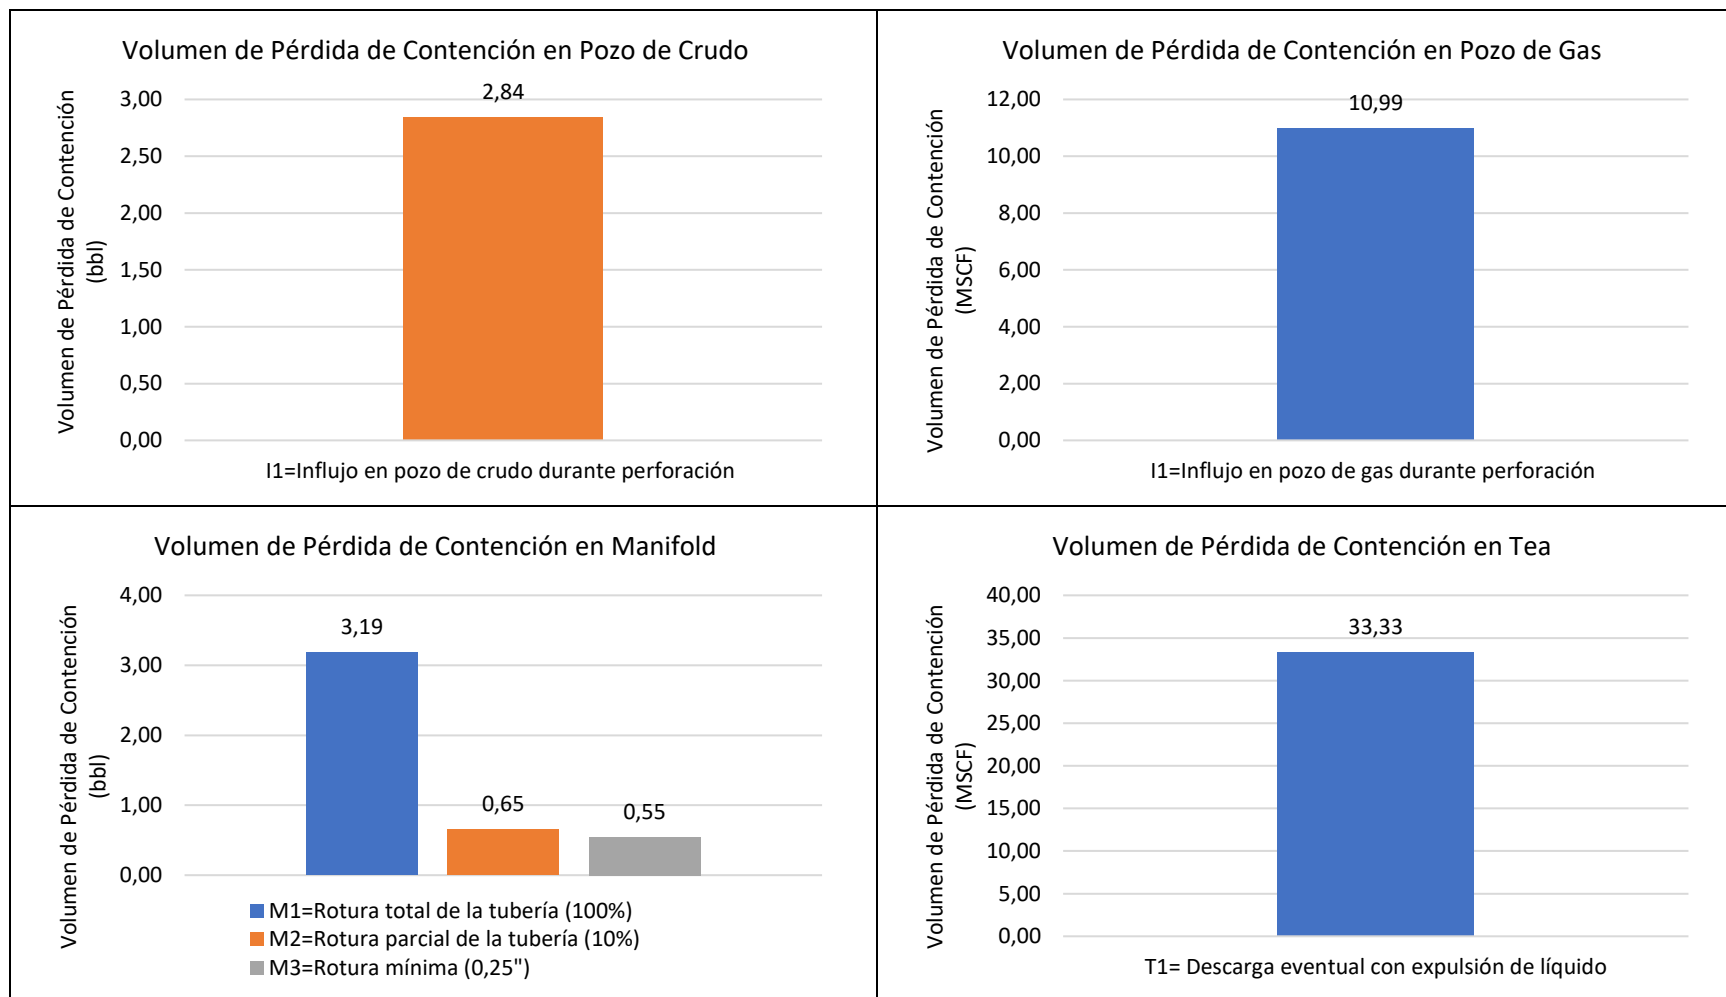 Volumen de Pérdida de Contención en Pozo de Crudo
Volumen de Pérdida de Contención
(bbl)
3,00
2,50
2,00
1,50
1,00
0,50
0,00
2,84
I1=Influjo en pozo de crudo durante perforación
Volumen de Pérdida de Contención en Pozo de Gas
Volumen de Pérdida de Contención
(MSCF)
12,00
10,00
8,00
6,00
4,00
2,00
0,00
10,99
I1=Influjo en pozo de gas durante perforación
Volumen de Pérdida de Contención en Manifold
Volumen de Pérdida de Contención
(bbl)
4,00
3,00
2,00
1,00
0,00
3,19
0,65
0,55
M1=Rotura total de la tubería (100%)
M2=Rotura parcial de la tubería (10%)
M3=Rotura mínima (0,25")
Volumen de Pérdida de Contención en Tea
Volumen de Pérdida de Contención
(MSCF)
40,00
35,00
30,00
25,00
20,00
15,00
10,00
5,00
0,00
33,33
T1= Descarga eventual con expulsión de líquido